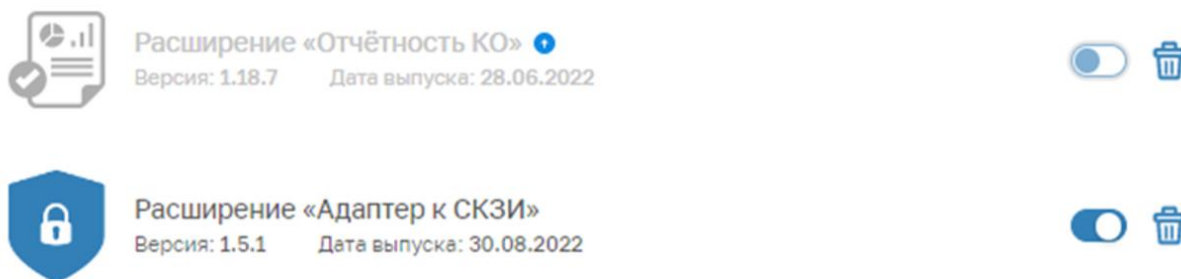 Расширение «Отчётность КО»
Версия: 1.18.7 Дата выпуска: 28.06.2022
Расширение «Адаптер к СКЗИ»
Версия: 1.5.1 Дата выпуска: 30.08.2022